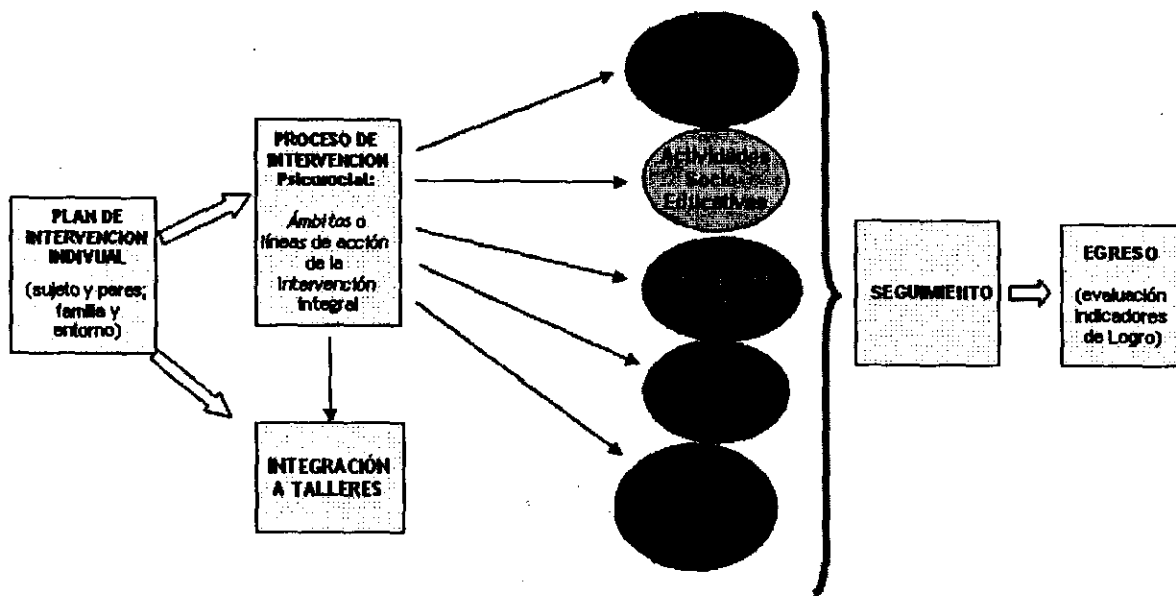 PLAN DE
INTERVENCION
INDIVUAL
(sujeto y pares;
familia y
entorno)
PROCESO DE
INTERVENCION
Psicosocial:
Ámbitos o
líneas de acción
de la
Intervención
integral
INTEGRACIÓN
A TALLERES
Actividades
Socio-
Educativas
SEGUIMIENTO
EGRESO
(evaluación
indicadores
de Logro)